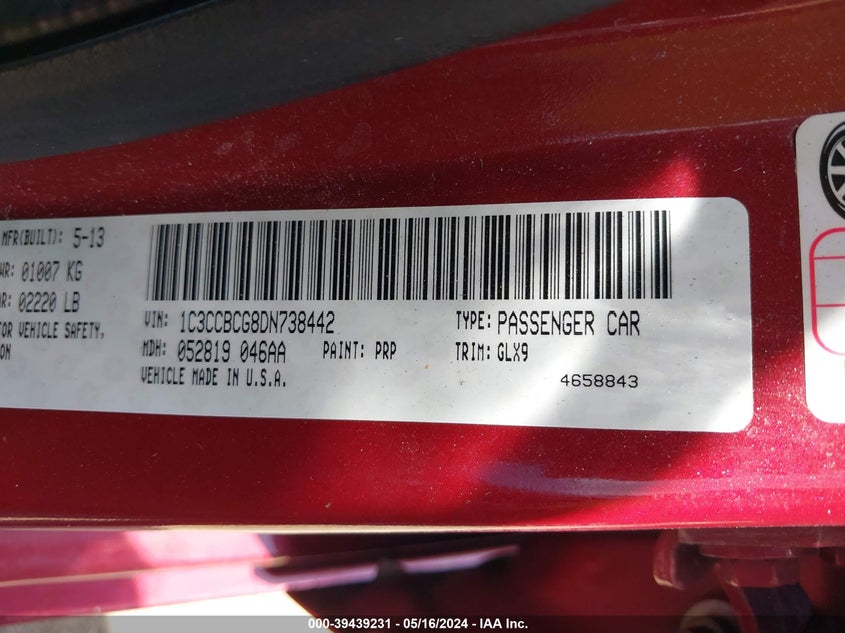 MFR(BUILT): 5-13
WR: 01007 KG
R: 02220 LB
TOR VEHICLE SAFETY,
ON
VIN: 1C3CCBCG8DN738442
TYPE: PASSENGER CAR
MDH: 052819 046AA
PAINT: PRP
TRIM: GLX9
VEHICLE MADE IN U.S.A.
4658843
000-39439231 - 05/16/2024 - IAA Inc.